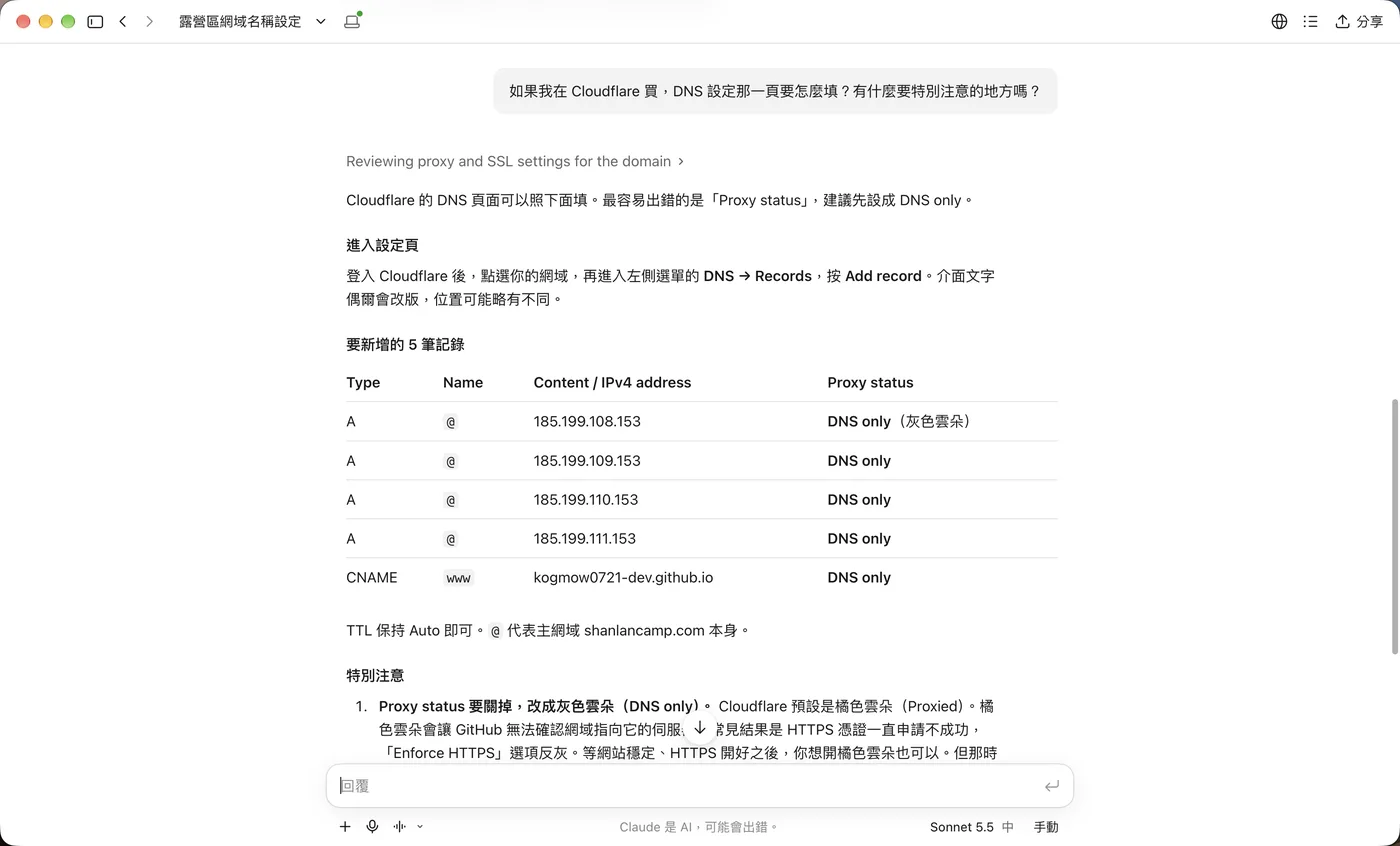 露營區網域名稱設定
分享
如果我在 Cloudflare 買，DNS 設定那一頁要怎麼填？有什麼要特別注意的地方嗎？
Reviewing proxy and SSL settings for the domain
Cloudflare 的 DNS 頁面可以照下面填。最容易出錯的是「Proxy status」，建議先設成 DNS only。
進入設定頁
登入 Cloudflare 後，點選你的網域，再進入左側選單的 DNS → Records，按 Add record。介面文字
偶爾會改版，位置可能略有不同。
要新增的 5 筆記錄
Type Name Content / IPv4 address Proxy status
A @ 185.199.108.153 DNS only（灰色雲朵）
A @ 185.199.109.153 DNS only
A @ 185.199.110.153 DNS only
A @ 185.199.111.153 DNS only
CNAME www kogmow0721-dev.github.io DNS only
TTL 保持 Auto 即可。@ 代表主網域 shanlancamp.com 本身。
特別注意
1. Proxy status 要關掉，改成灰色雲朵（DNS only）。Cloudflare 預設是橘色雲朵（Proxied）。橘
色雲朵會讓 GitHub 無法確認網域指向它的伺服 常見結果是 HTTPS 憑證一直申請不成功，
「Enforce HTTPS」選項反灰。等網站穩定、HTTPS 開好之後，你想開橘色雲朵也可以。但那時
回覆
Claude 是 AI，可能會出錯。
Sonnet 5.5 中 手動